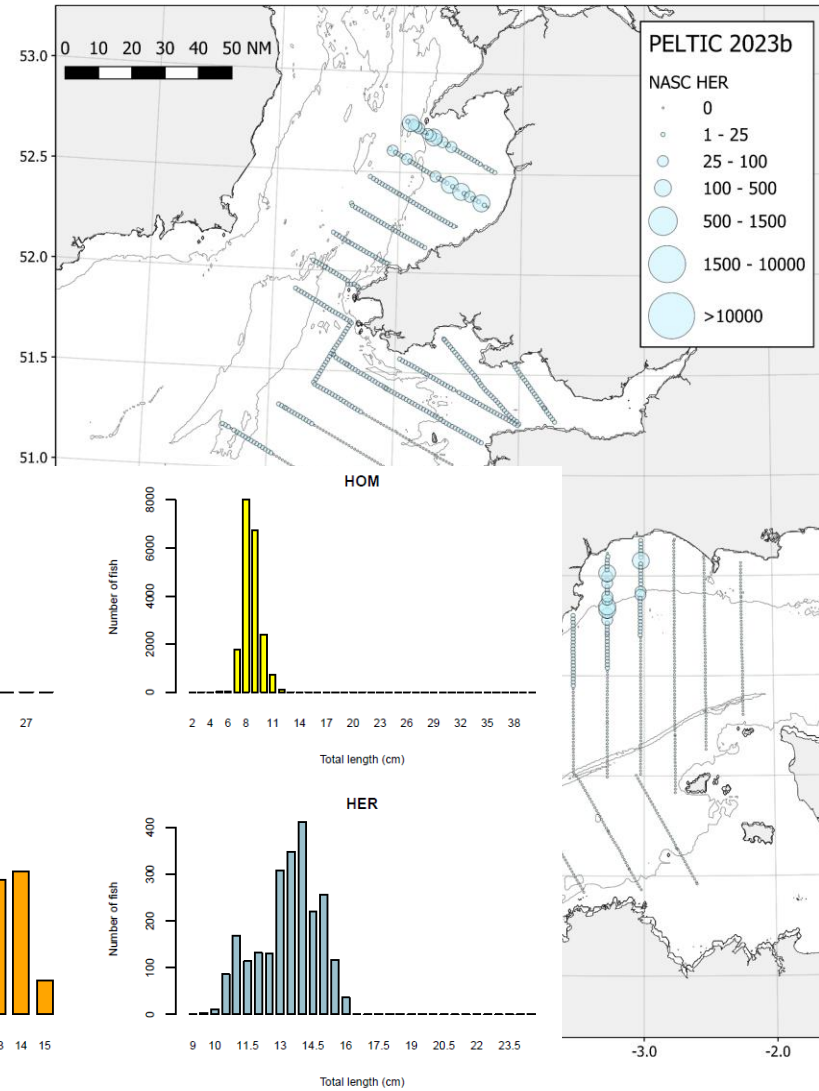 PELTIC 2023b
NASC HER
0
1 - 25
25 - 100
100 - 500
500 - 1500
1500 - 10000
>10000
0 10 20 30 40 50 NM
53.0
52.5
52.0
51.5
51.0
HOM
Number of fish
0 2000 4000 6000 8000
2 4 6 8 11 14 17 20 23 26 29 32 35 38
Total length (cm)
27
HER
Number of fish
0 100 200 300 400
9 10 11.5 13 14.5 16 17.5 19 20.5 22 23.5
Total length (cm)
14 15
-3.0 -2.0